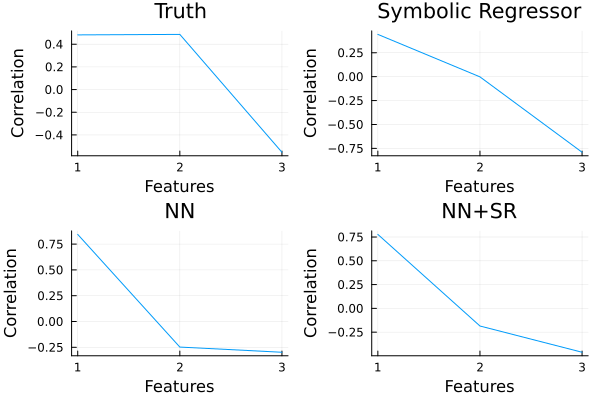 Truth
Correlation
0.4
0.2
0.0
−0.2
−0.4
1 2 3
Features
Symbolic Regressor
Correlation
0.25
0.00
−0.25
−0.50
−0.75
1 2 3
Features
NN
Correlation
0.75
0.50
0.25
0.00
−0.25
1 2 3
Features
NN+SR
Correlation
0.75
0.50
0.25
0.00
−0.25
1 2 3
Features